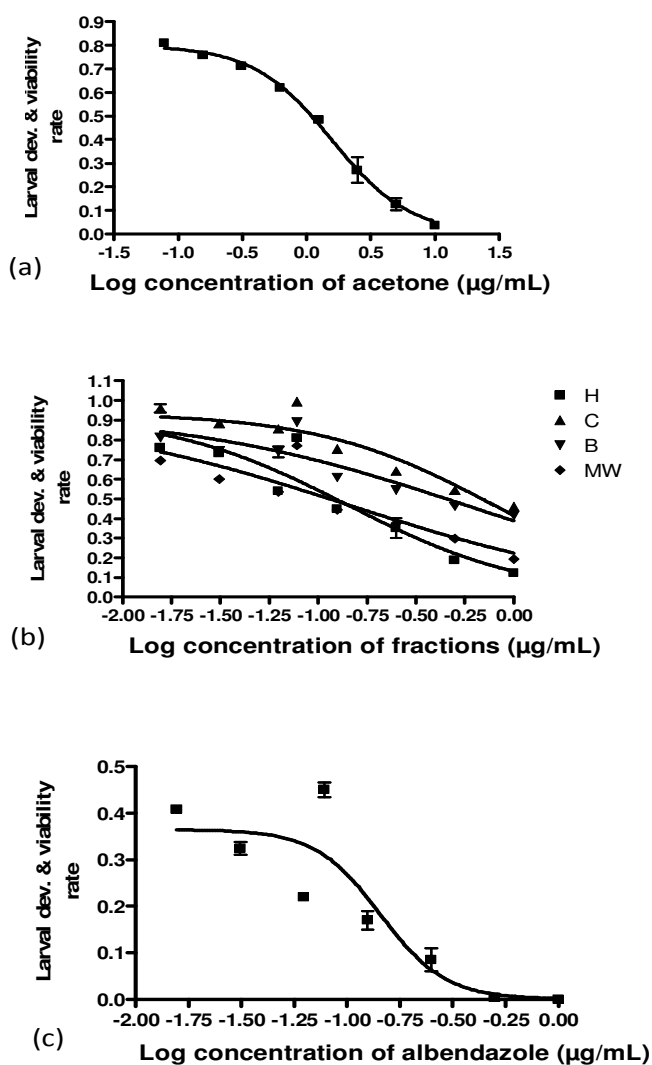 0.9
0.8
0.7
0.6
0.5
0.4
0.3
0.2
0.1
0.0
Larval dev. & viability
rate
-1.5 -1.0 -0.5 0.0 0.5 1.0 1.5
(a)
Log concentration of acetone (µg/mL)
1.1
1.0
0.9
0.8
0.7
0.6
0.5
0.4
0.3
0.2
0.1
0.0
Larval dev. & viability
rate
H
C
B
MW
-2.00 -1.75 -1.50 -1.25 -1.00 -0.75 -0.50 -0.25 0.00
(b)
Log concentration of fractions (µg/mL)
0.5
0.4
0.3
0.2
0.1
0.0
Larval dev. & viability
rate
-2.00 -1.75 -1.50 -1.25 -1.00 -0.75 -0.50 -0.25 0.00
(c)
Log concentration of albendazole (µg/mL)